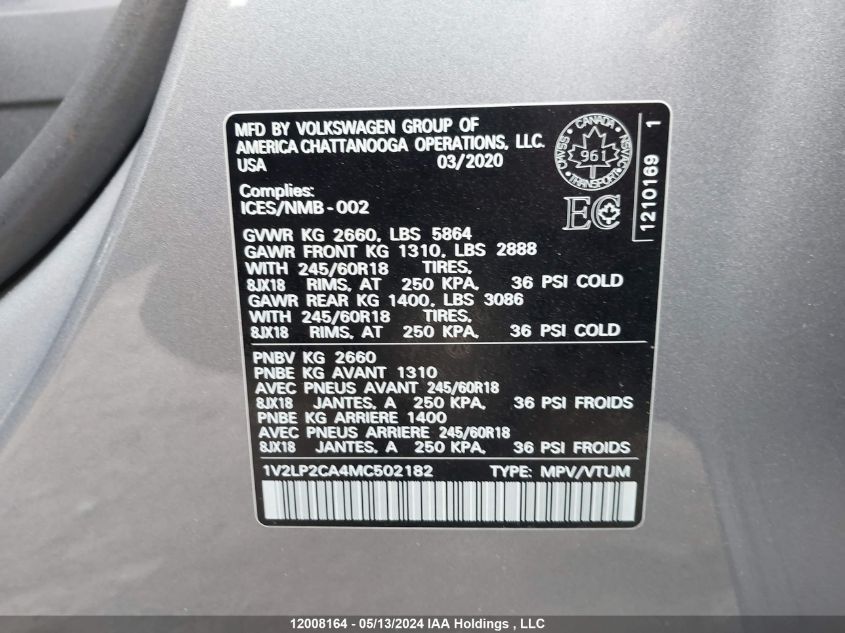 MFD BY VOLKSWAGEN GROUP OF
AMERICA CHATTANOOGA OPERATIONS, LLC.
USA 03/2020
Complies:
ICES/NMB-002
CANADA
CMVSS NSVAC
961
TRANSPORT
EC
1210169 1
GVWR KG 2660, LBS 5864
GAWR FRONT KG 1310, LBS 2888
WITH 245/60R18 TIRES,
8JX18 RIMS, AT 250 KPA, 36 PSI COLD
GAWR REAR KG 1400, LBS 3086
WITH 245/60R18 TIRES,
8JX18 RIMS, AT 250 KPA, 36 PSI COLD
PNBV KG 2660
PNBE KG AVANT 1310
AVEC PNEUS AVANT 245/60R18
8JX18 JANTES, A 250 KPA, 36 PSI FROIDS
PNBE KG ARRIERE 1400
AVEC PNEUS ARRIERE 245/60R18
8JX18 JANTES, A 250 KPA, 36 PSI FROIDS
1V2LP2CA4MC502182 TYPE: MPV/VTUM
12008164 - 05/13/2024 IAA Holdings , LLC